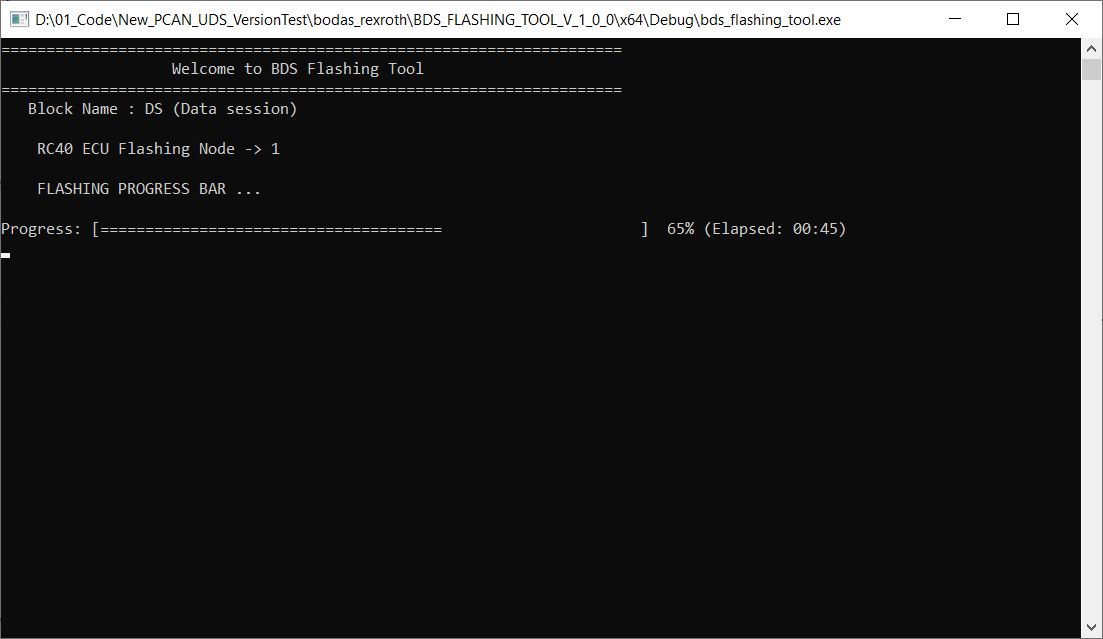 D:\01_Code\New_PCAN_UDS_VersionTest\bodas_rexroth\BDS_FLASHING_TOOL_V_1_0_0\x64\Debug\bds_flashing_tool.exe
=====================================================================
Welcome to BDS Flashing Tool
=====================================================================
Block Name : DS (Data session)
RC40 ECU Flashing Node -> 1
FLASHING PROGRESS BAR ...
Progress: [======================================                      ]  65% (Elapsed: 00:45)